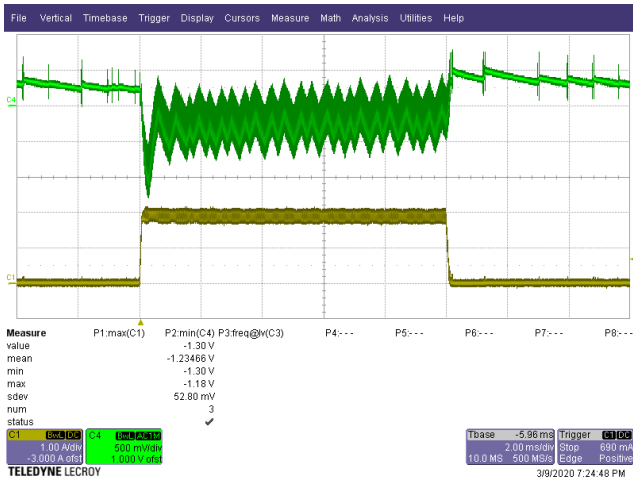 File Vertical Timebase Trigger Display Cursors Measure Math Analysis Utilities Help
C4
C1
Measure P1:max(C1) P2:min(C4) P3:freq@lv(C3) P4:- - - P5:- - - P6:- - - P7:- - - P8:- - -
value -1.30 V
mean -1.23466 V
min -1.30 V
max -1.18 V
sdev 52.80 mV
num 3
status ✓
C1 BwL DC C4 BwL AC1M Tbase -5.96 ms Trigger C1 DC
1.00 A/div 500 mV/div 2.00 ms/div Stop 690 mA
-3.000 A ofst 1.000 V ofst 10.0 MS 500 MS/s Edge Positive
TELEDYNE LECROY 3/9/2020 7:24:48 PM